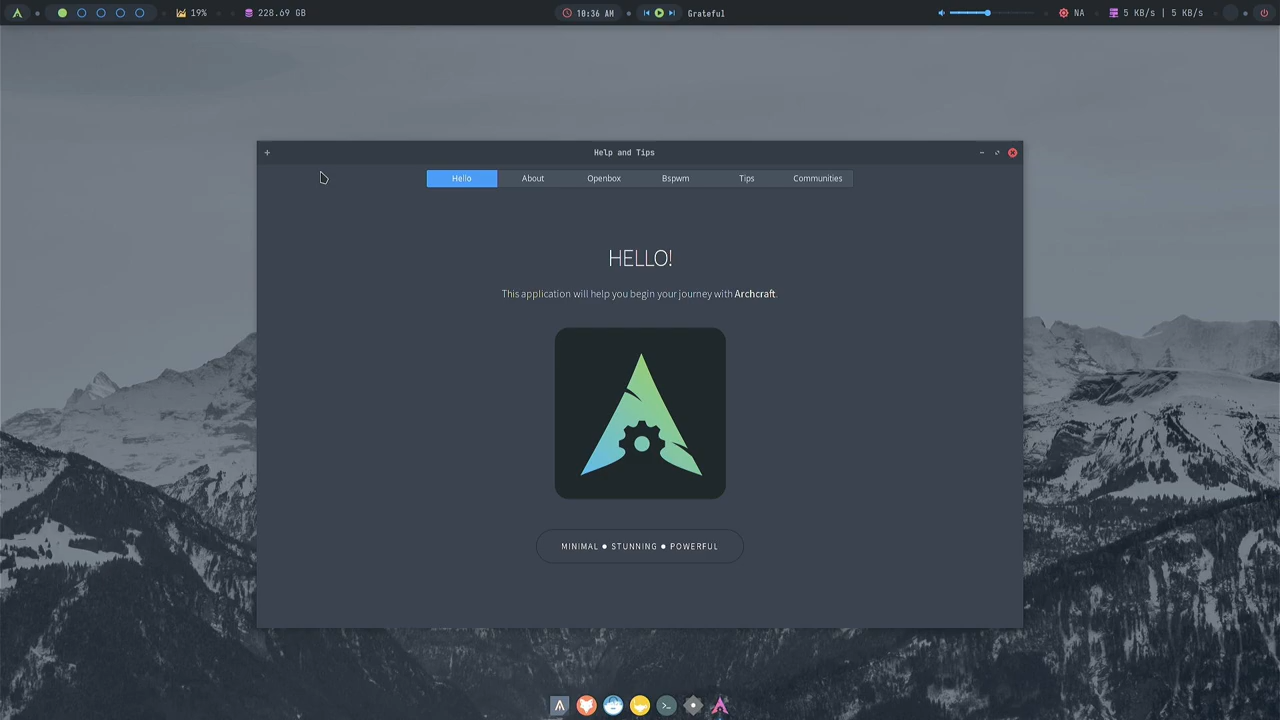 19%
228.69 GB
10:36 AM
Grateful
NA
5 KB/s | 5 KB/s
Help and Tips
Hello
About
Openbox
Bspwm
Tips
Communities
HELLO!
This application will help you begin your journey with Archcraft.
MINIMAL ● STUNNING ● POWERFUL